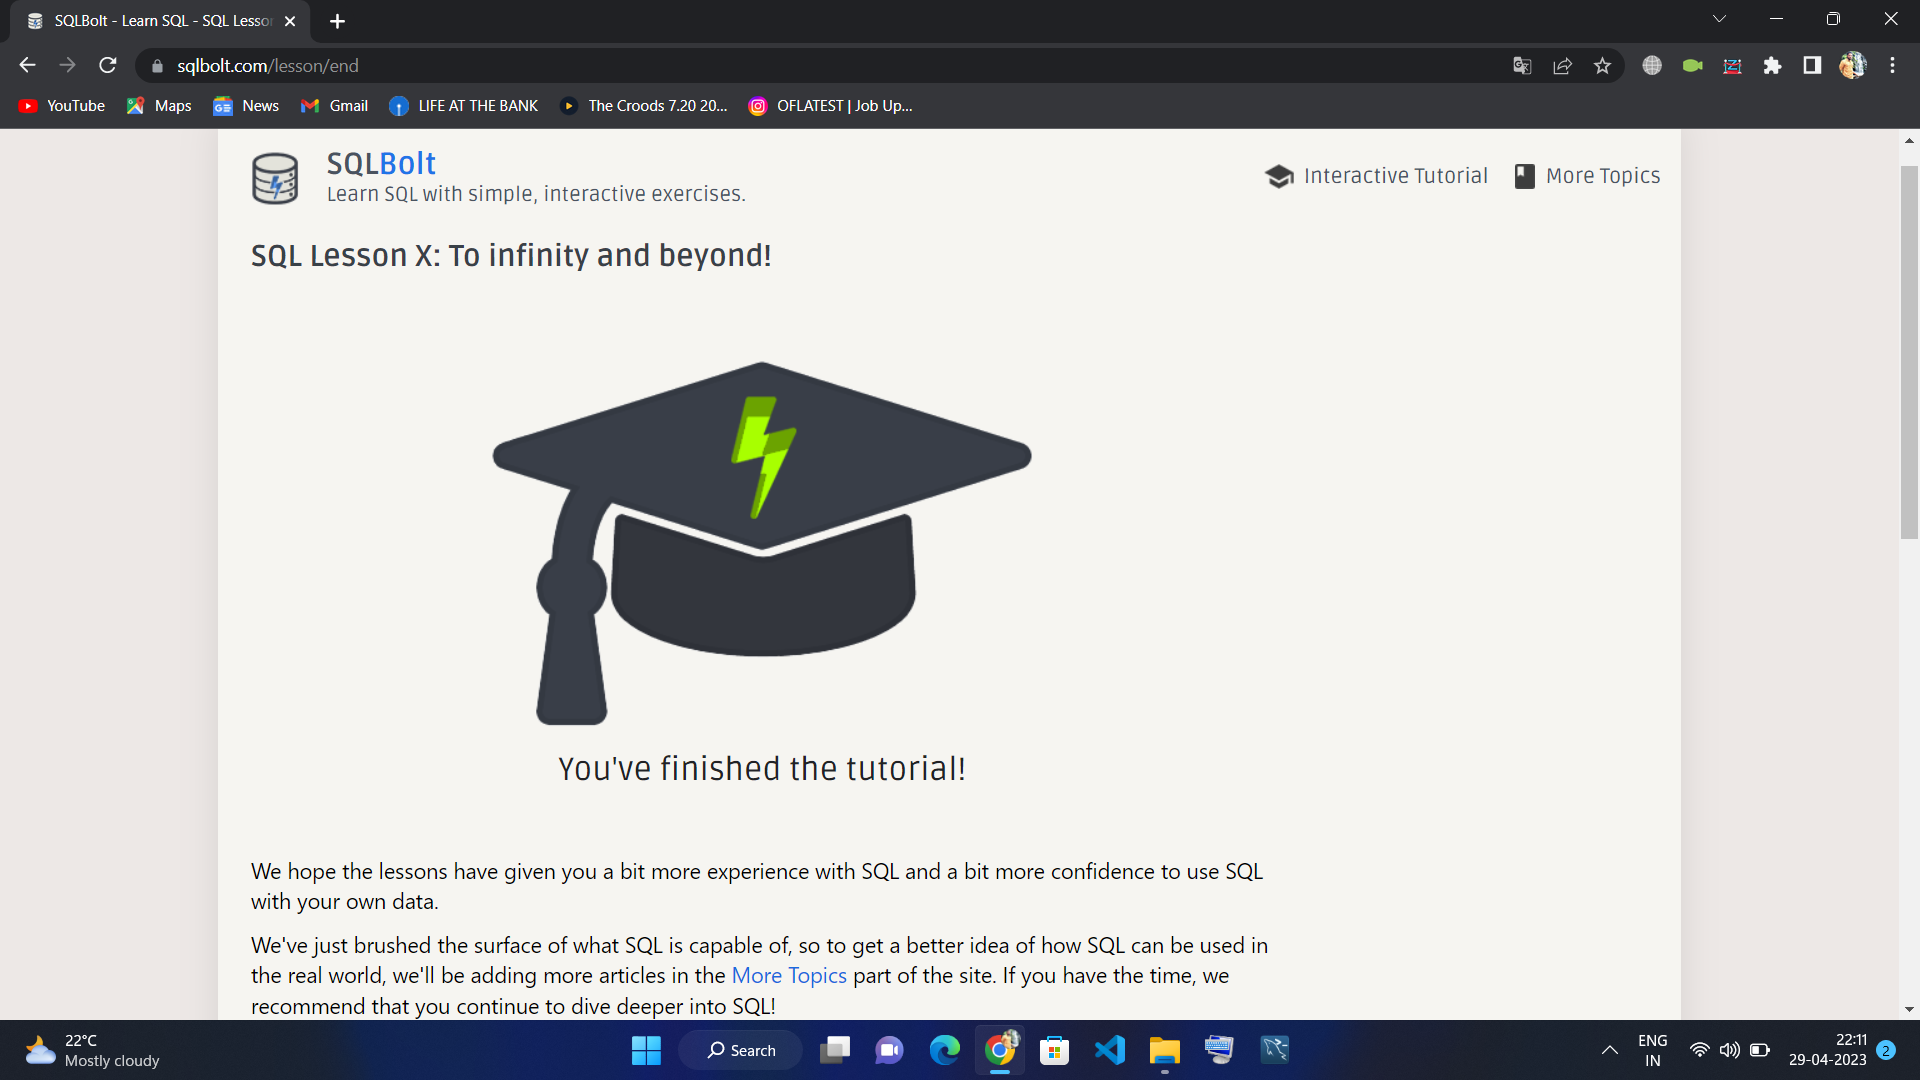 SQLBolt - Learn SQL - SQL Lesso
sqlbolt.com/lesson/end
YouTube
Maps
News
Gmail
LIFE AT THE BANK
The Croods 7.20 20...
OFLATEST | Job Up...
SQLBolt
Learn SQL with simple, interactive exercises.
Interactive Tutorial
More Topics
SQL Lesson X: To infinity and beyond!
You've finished the tutorial!
We hope the lessons have given you a bit more experience with SQL and a bit more confidence to use SQL
with your own data.
We've just brushed the surface of what SQL is capable of, so to get a better idea of how SQL can be used in
the real world, we'll be adding more articles in the More Topics part of the site. If you have the time, we
recommend that you continue to dive deeper into SQL!
22°C
Mostly cloudy
Search
ENG
IN
22:11
29-04-2023
2